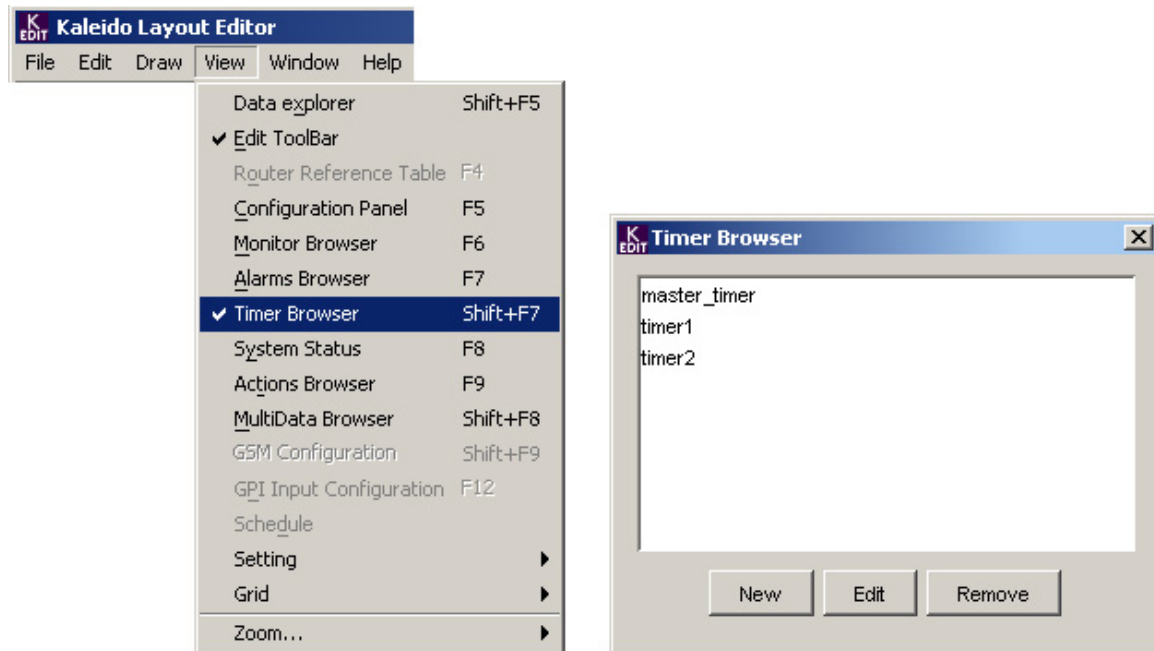 K EDIT Kaleido Layout Editor
File Edit Draw View Window Help
Data explorer Shift+F5
Edit ToolBar
Router Reference Table F4
Configuration Panel F5
Monitor Browser F6
Alarms Browser F7
Timer Browser Shift+F7
System Status F8
Actions Browser F9
MultiData Browser Shift+F8
GSM Configuration Shift+F9
GPI Input Configuration F12
Schedule
Setting
Grid
Zoom...
K EDIT Timer Browser
master_timer
timer1
timer2
New Edit Remove